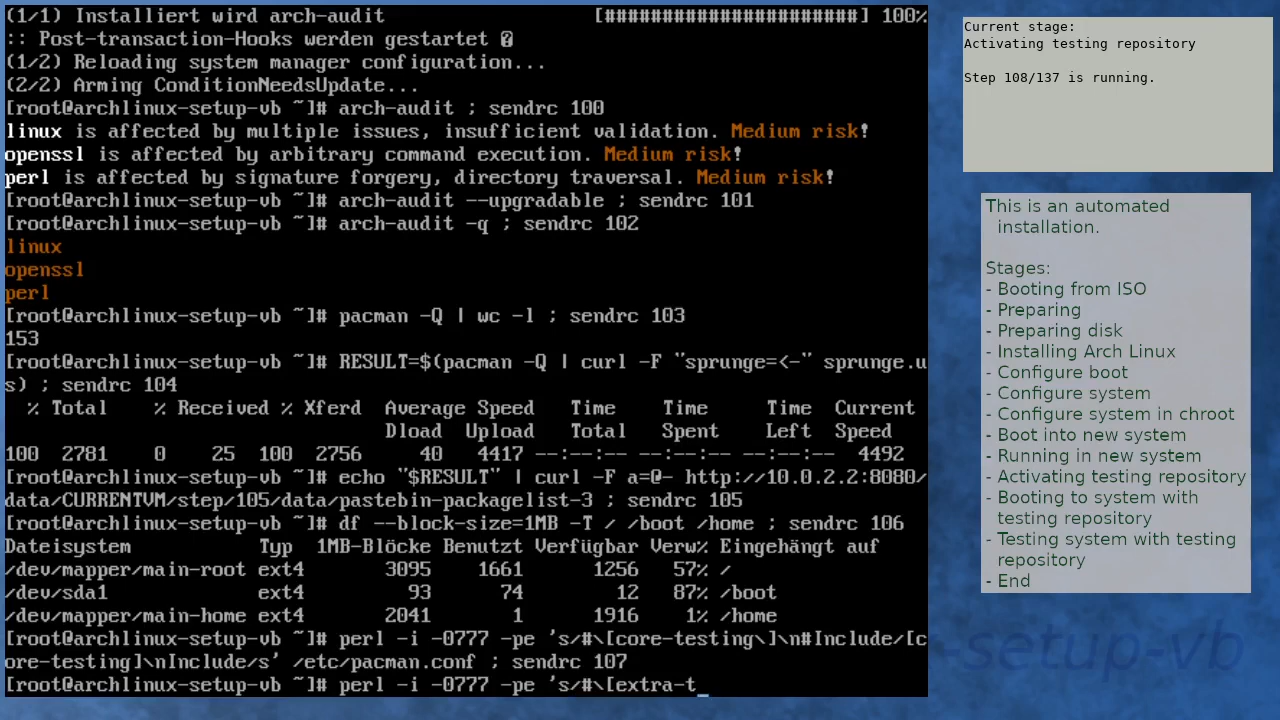 (1/1) Installiert wird arch-audit [######################] 100%
:: Post-transaction-Hooks werden gestartet �
(1/2) Reloading system manager configuration...
(2/2) Arming ConditionNeedsUpdate...
[root@archlinux-setup-vb ~]# arch-audit ; sendrc 100
linux is affected by multiple issues, insufficient validation. Medium risk!
openssl is affected by arbitrary command execution. Medium risk!
perl is affected by signature forgery, directory traversal. Medium risk!
[root@archlinux-setup-vb ~]# arch-audit --upgradable ; sendrc 101
[root@archlinux-setup-vb ~]# arch-audit -q ; sendrc 102
linux
openssl
perl
[root@archlinux-setup-vb ~]# pacman -Q | wc -l ; sendrc 103
153
[root@archlinux-setup-vb ~]# RESULT=$(pacman -Q | curl -F "sprunge=<-" sprunge.u
s) ; sendrc 104
% Total % Received % Xferd Average Speed Time Time Time Current
Dload Upload Total Spent Left Speed
100 2781 0 25 100 2756 40 4417 --:--:-- --:--:-- --:--:-- 4492
[root@archlinux-setup-vb ~]# echo "$RESULT" | curl -F a=@- http://10.0.2.2:8080/
data/CURRENTVM/step/105/data/pastebin-packagelist-3 ; sendrc 105
[root@archlinux-setup-vb ~]# df --block-size=1MB -T / /boot /home ; sendrc 106
Dateisystem Typ 1MB-Blöcke Benutzt Verfügbar Verw% Eingehängt auf
/dev/mapper/main-root ext4 3095 1661 1256 57% /
/dev/sda1 ext4 93 74 12 87% /boot
/dev/mapper/main-home ext4 2041 1 1916 1% /home
[root@archlinux-setup-vb ~]# perl -i -0777 -pe 's/#\[core-testing\]\n#Include/[c
ore-testing]\nInclude/s' /etc/pacman.conf ; sendrc 107
[root@archlinux-setup-vb ~]# perl -i -0777 -pe 's/#\[extra-t_
Current stage:
Activating testing repository
Step 108/137 is running.
This is an automated
installation.
Stages:
- Booting from ISO
- Preparing
- Preparing disk
- Installing Arch Linux
- Configure boot
- Configure system
- Configure system in chroot
- Boot into new system
- Running in new system
- Activating testing repository
- Booting to system with
testing repository
- Testing system with testing
repository
- End
-setup-vb